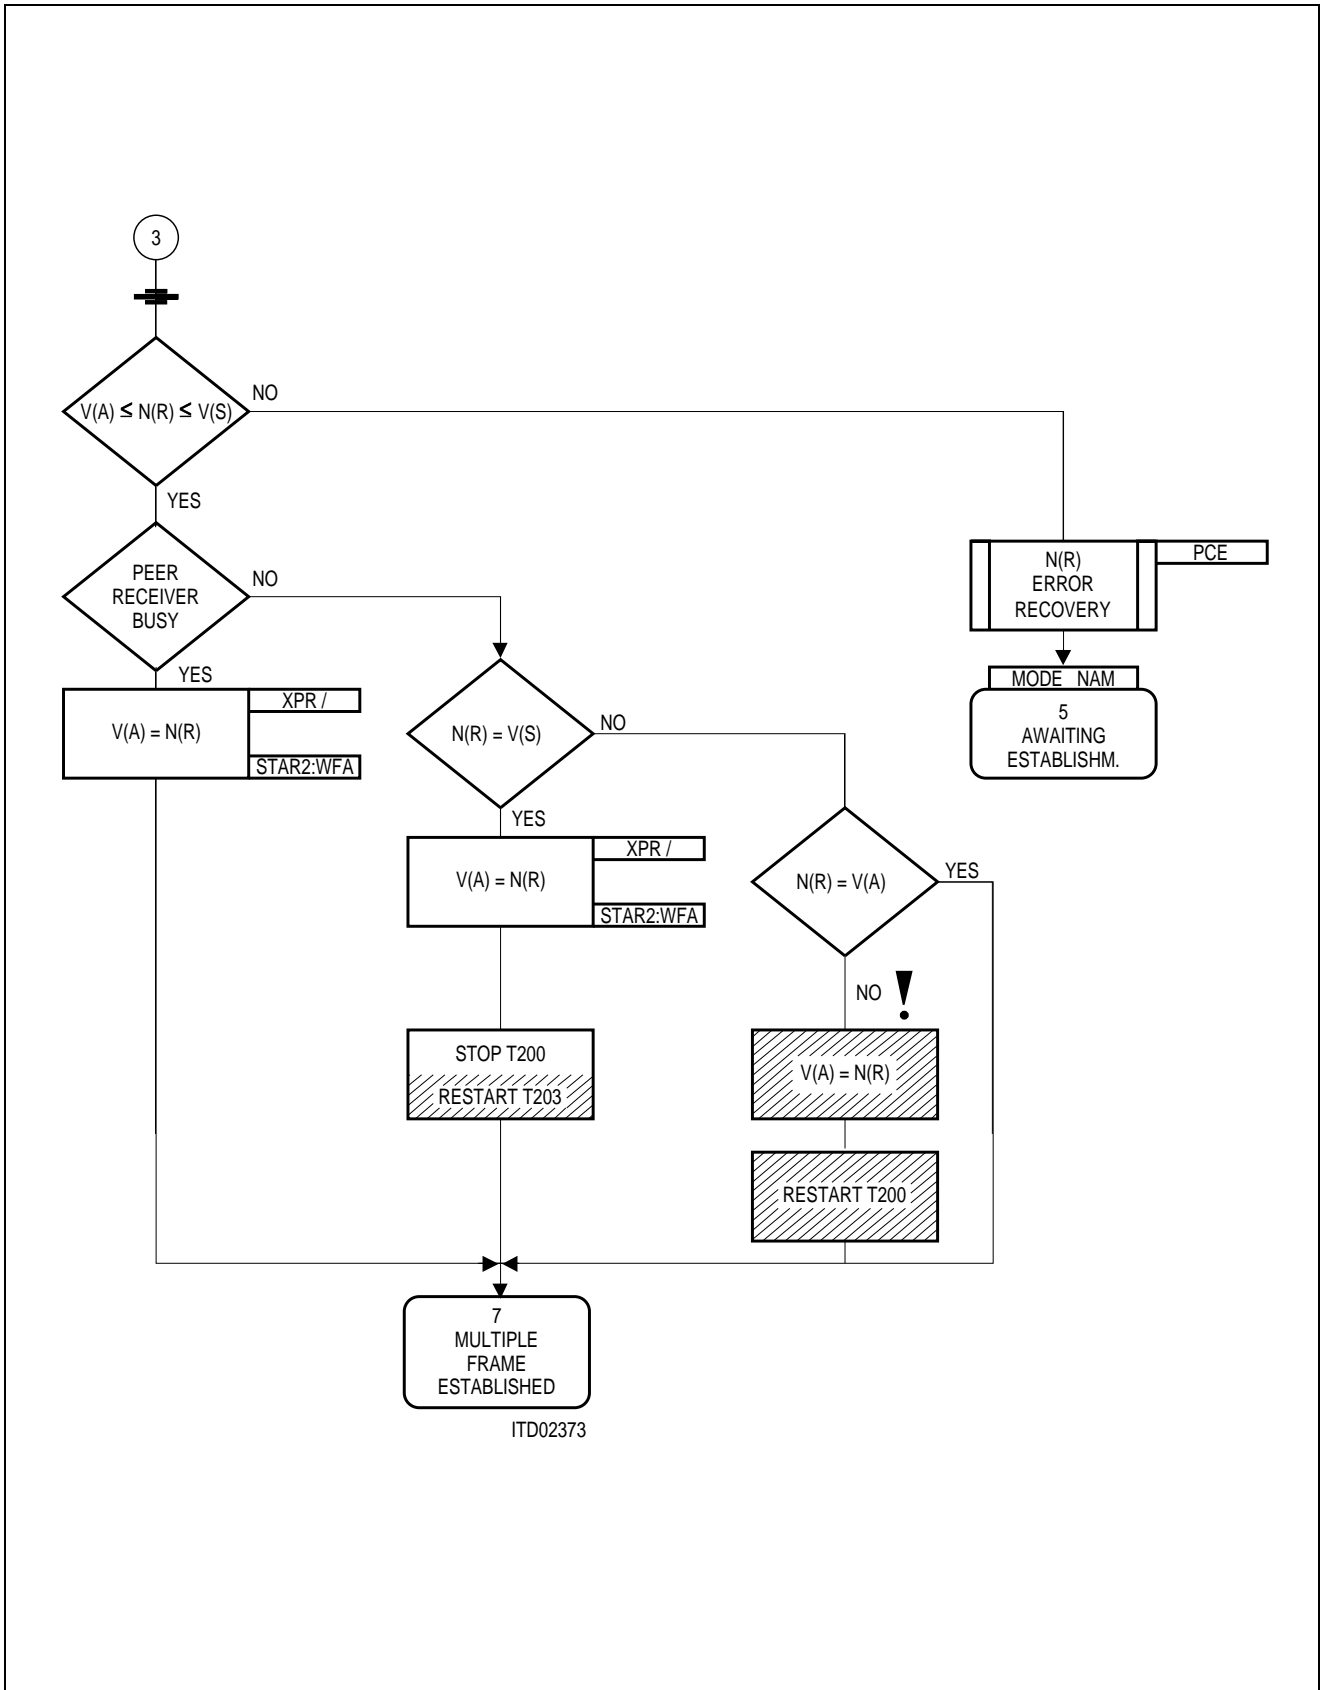 3
V(A) ≤ N(R) ≤ V(S)
NO
YES
PEER
RECEIVER
BUSY
NO
YES
V(A) = N(R)
XPR /
STAR2:WFA
N(R) = V(S)
NO
YES
V(A) = N(R)
XPR /
STAR2:WFA
STOP T200
RESTART T203
N(R) = V(A)
YES
NO
!
V(A) = N(R)
RESTART T200
N(R)
ERROR
RECOVERY
PCE
MODE NAM
5
AWAITING
ESTABLISHM.
7
MULTIPLE
FRAME
ESTABLISHED
ITD02373